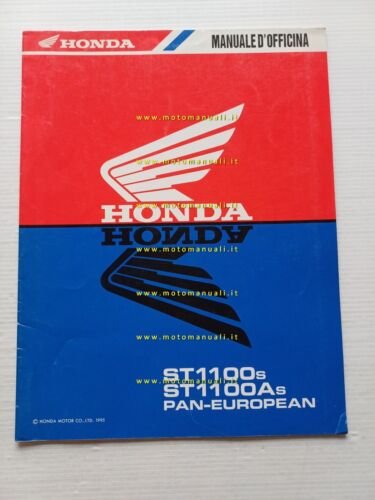 HONDA
MANUALE D'OFFICINA
www.motomanuali.it
www.motomanuali.it
www.motomanuali.it
HONDA
HONDA
www.motomanuali.it
www.motomanuali.it
www.motomanuali.it
ST1100s
ST1100As
PAN-EUROPEAN
© HONDA MOTOR CO., LTD. 1995